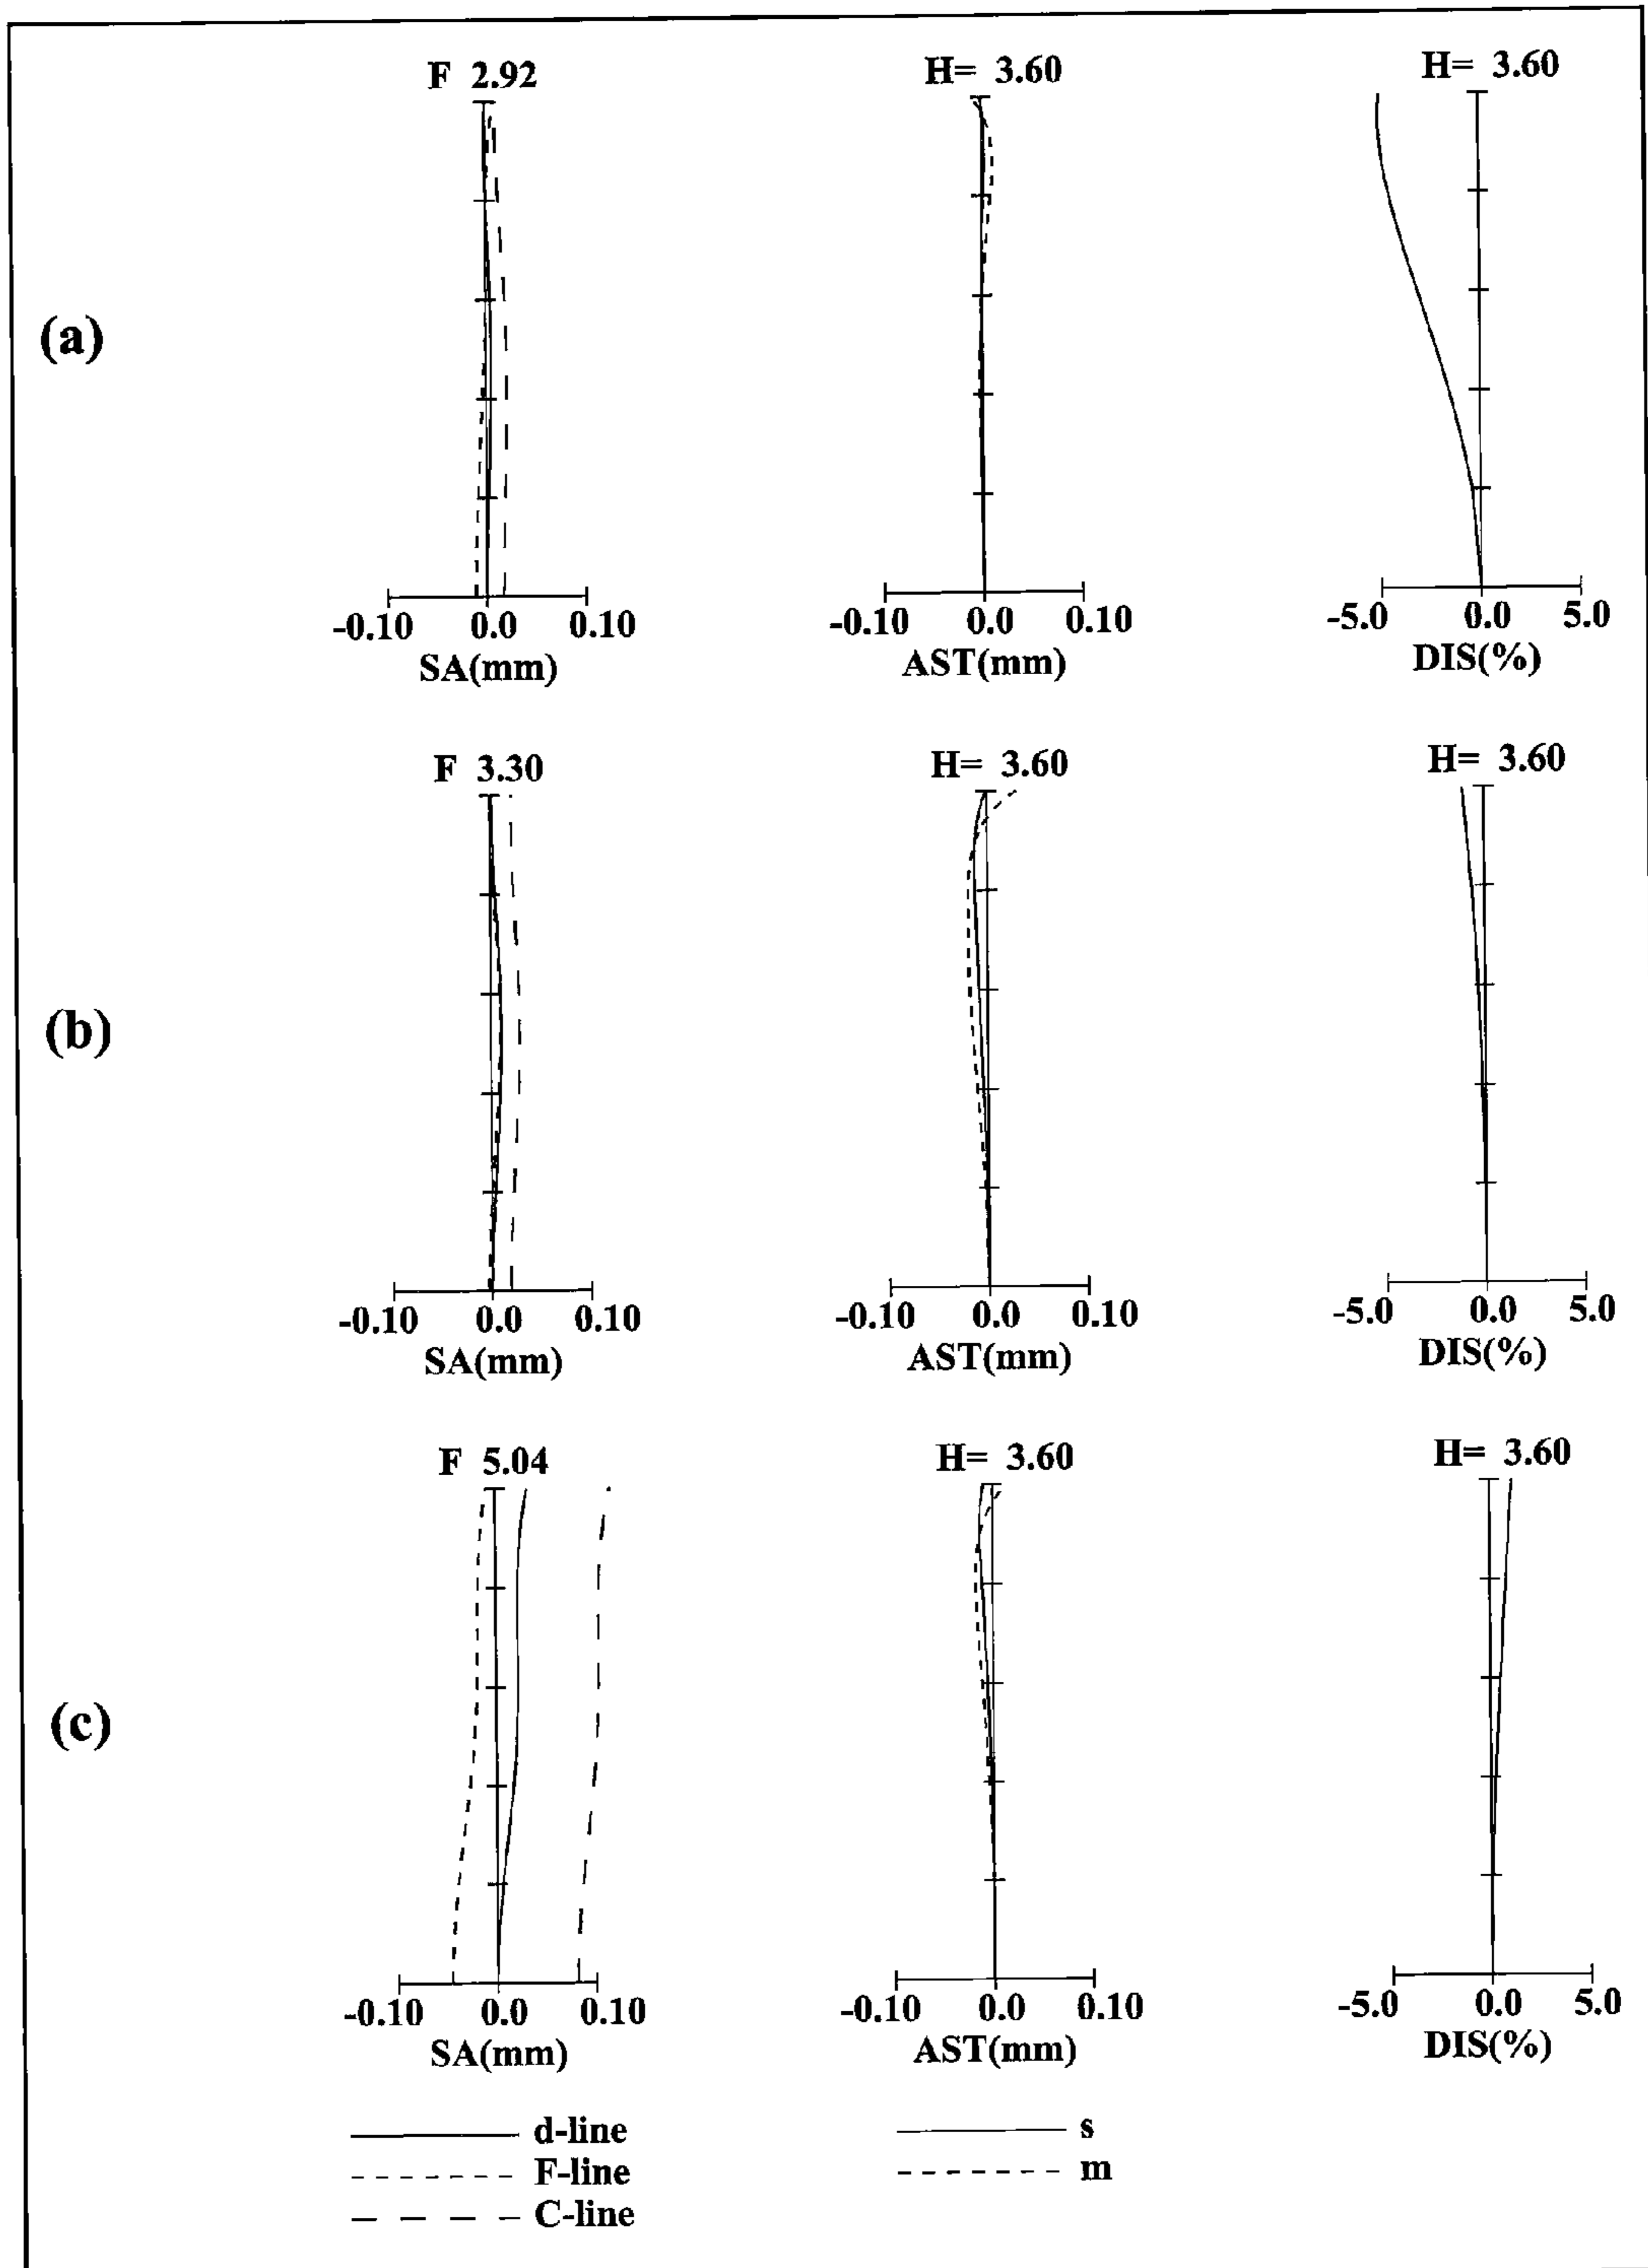 F 2.92 H= 3.60 H= 3.60
(a)
-0.10 0.0 0.10 -0.10 0.0 0.10 -5.0 0.0 5.0
SA(mm) AST(mm) DIS(%)
F 3.30 H= 3.60 H= 3.60
(b)
-0.10 0.0 0.10 -0.10 0.0 0.10 -5.0 0.0 5.0
SA(mm) AST(mm) DIS(%)
F 5.04 H= 3.60 H= 3.60
(c)
-0.10 0.0 0.10 -0.10 0.0 0.10 -5.0 0.0 5.0
SA(mm) AST(mm) DIS(%)
d-line s
F-line m
C-line